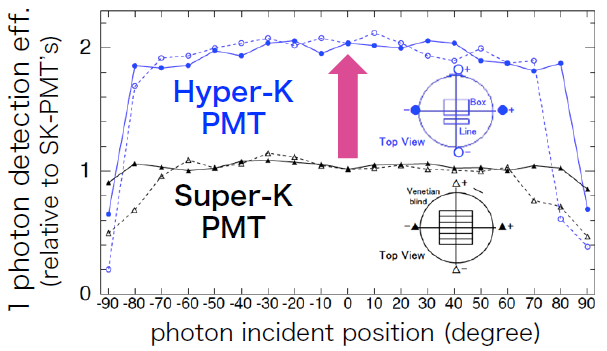 1 photon detection eff.
(relative to SK-PMT's)
2
1
0
Hyper-K
PMT
Super-K
PMT
+
Box
- +
Line
Top View
-
Venetian
blind
+
- +
Top View
-
-90 -80 -70 -60 -50 -40 -30 -20 -10 0 10 20 30 40 50 60 70 80 90
photon incident position (degree)